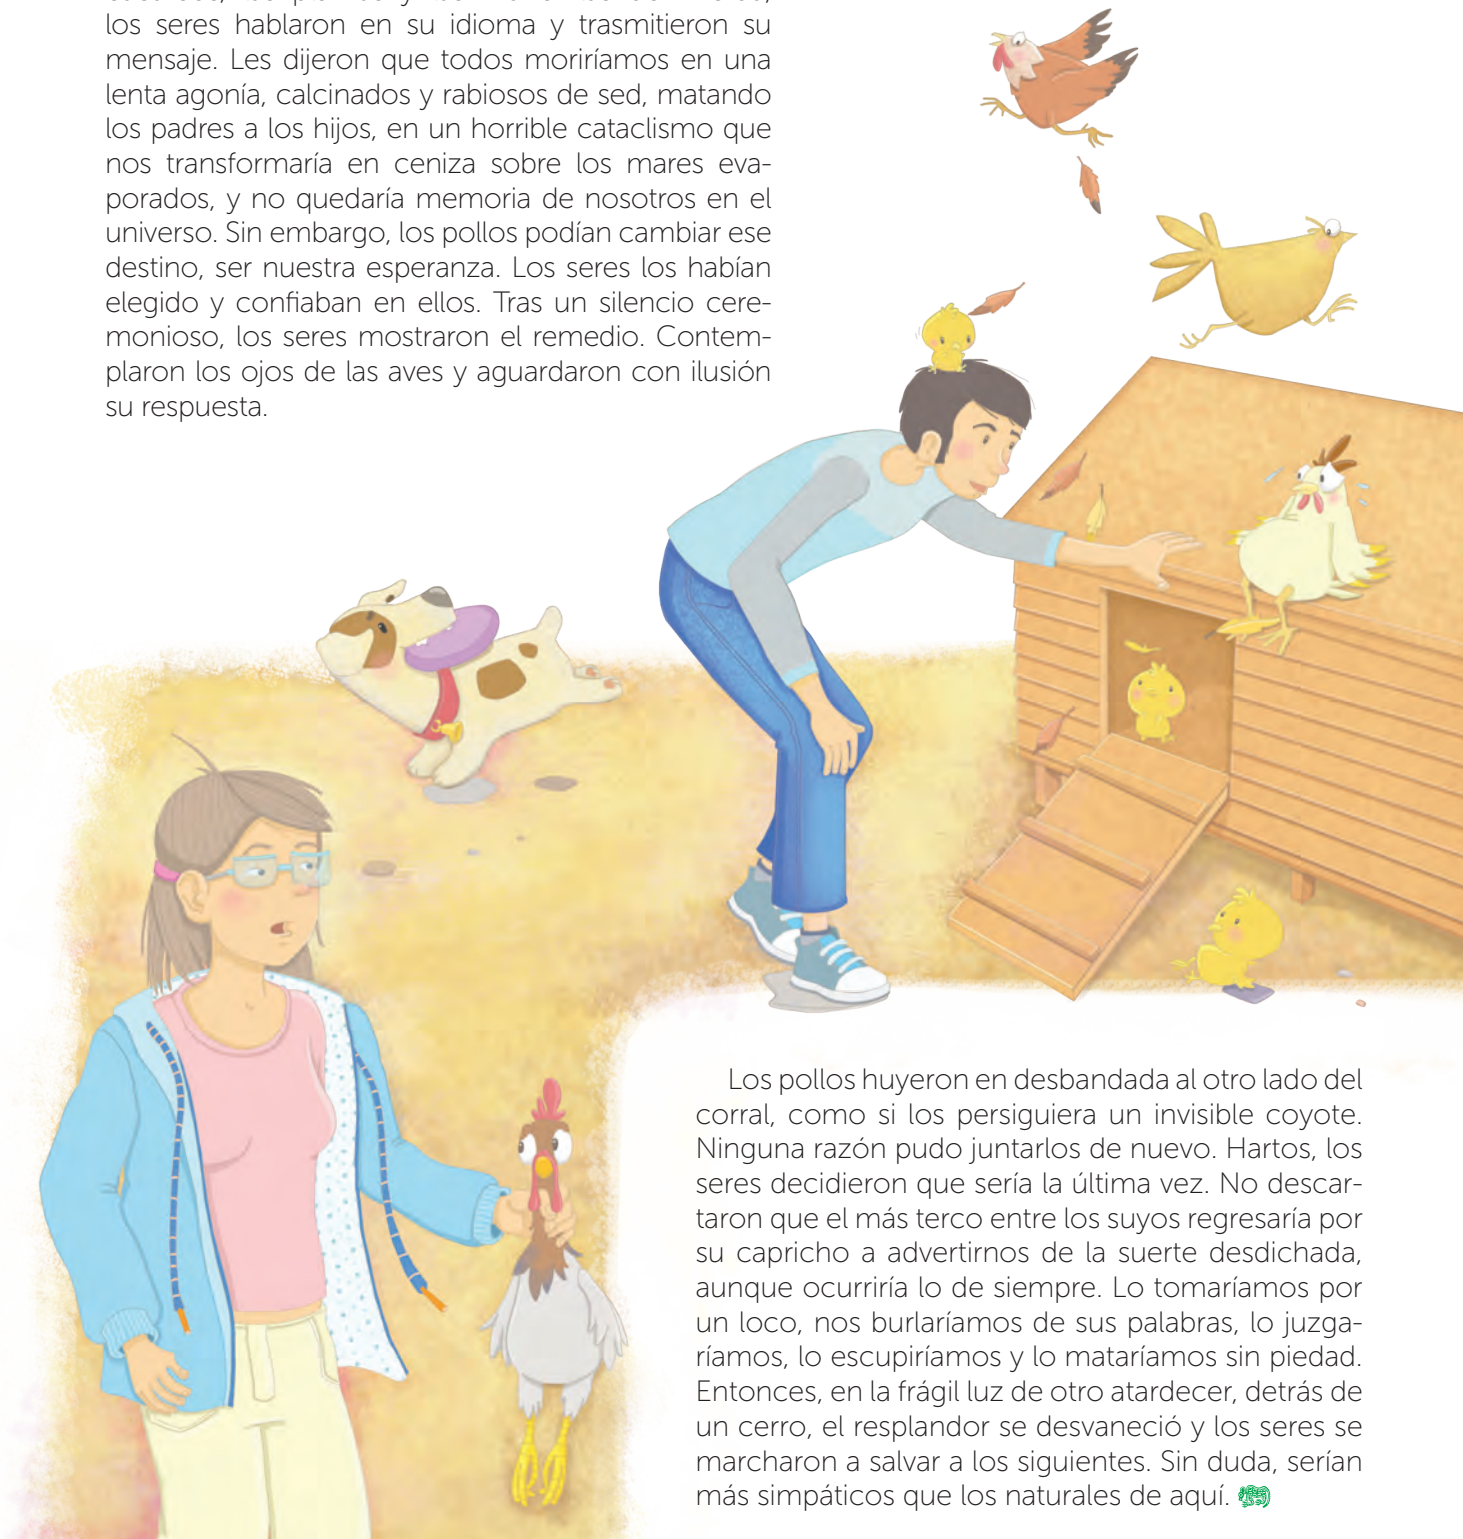 los seres hablaron en su idioma y trasmitieron su
mensaje. Les dijeron que todos moriríamos en una
lenta agonía, calcinados y rabiosos de sed, matando
los padres a los hijos, en un horrible cataclismo que
nos transformaría en ceniza sobre los mares eva-
porados, y no quedaría memoria de nosotros en el
universo. Sin embargo, los pollos podían cambiar ese
destino, ser nuestra esperanza. Los seres los habían
elegido y confiaban en ellos. Tras un silencio cere-
monioso, los seres mostraron el remedio. Contem-
plaron los ojos de las aves y aguardaron con ilusión
su respuesta.
Los pollos huyeron en desbandada al otro lado del
corral, como si los persiguiera un invisible coyote.
Ninguna razón pudo juntarlos de nuevo. Hartos, los
seres decidieron que sería la última vez. No descar-
taron que el más terco entre los suyos regresaría por
su capricho a advertirnos de la suerte desdichada,
aunque ocurriría lo de siempre. Lo tomaríamos por
un loco, nos burlaríamos de sus palabras, lo juzga-
ríamos, lo escupiríamos y lo mataríamos sin piedad.
Entonces, en la frágil luz de otro atardecer, detrás de
un cerro, el resplandor se desvaneció y los seres se
marcharon a salvar a los siguientes. Sin duda, serían
más simpáticos que los naturales de aquí.